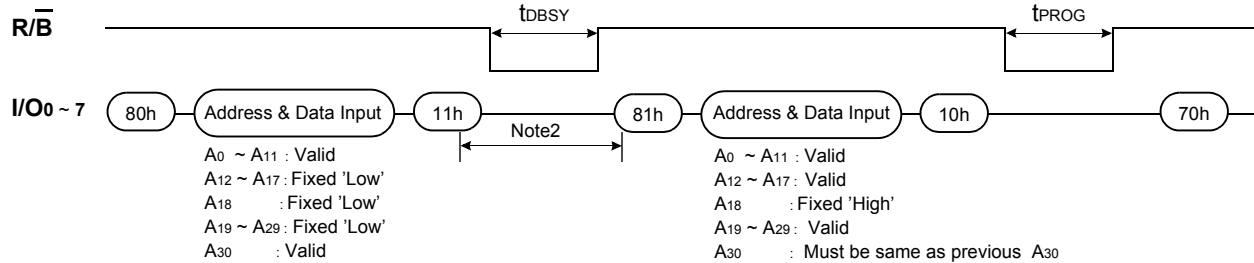 tDBSY
tPROG
R/B
I/O0 ~ 7
80h
Address & Data Input
11h
Note2
81h
Address & Data Input
10h
70h
A0 ~ A11 : Valid
A12 ~ A17 : Fixed 'Low'
A18 : Fixed 'Low'
A19 ~ A29 : Fixed 'Low'
A30 : Valid
A0 ~ A11 : Valid
A12 ~ A17 : Valid
A18 : Fixed 'High'
A19 ~ A29 : Valid
A30 : Must be same as previous A30